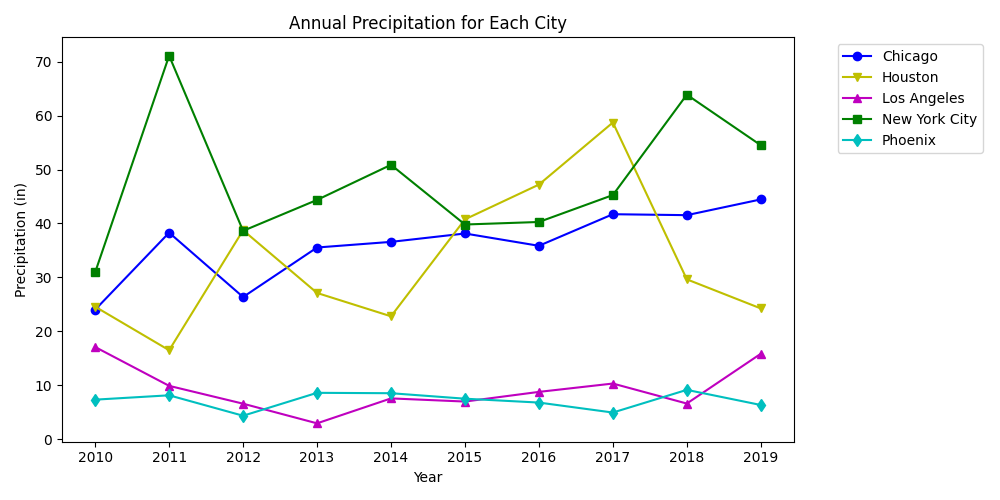 Annual Precipitation for Each City
Precipitation (in)
70
60
50
40
30
20
10
0
2010 2011 2012 2013 2014 2015 2016 2017 2018 2019
Year
Chicago
Houston
Los Angeles
New York City
Phoenix